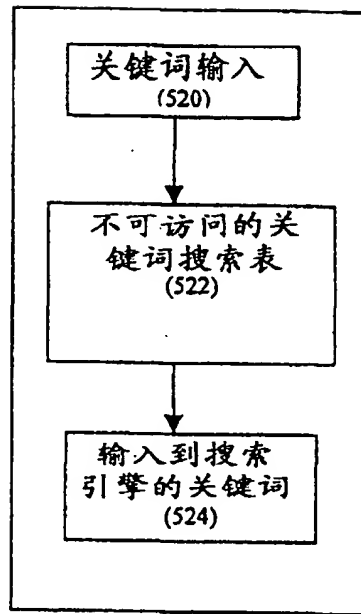 关键词输入
(520)
不可访问的关
键词搜索表
(522)
输入到搜索
引擎的关键词
(524)